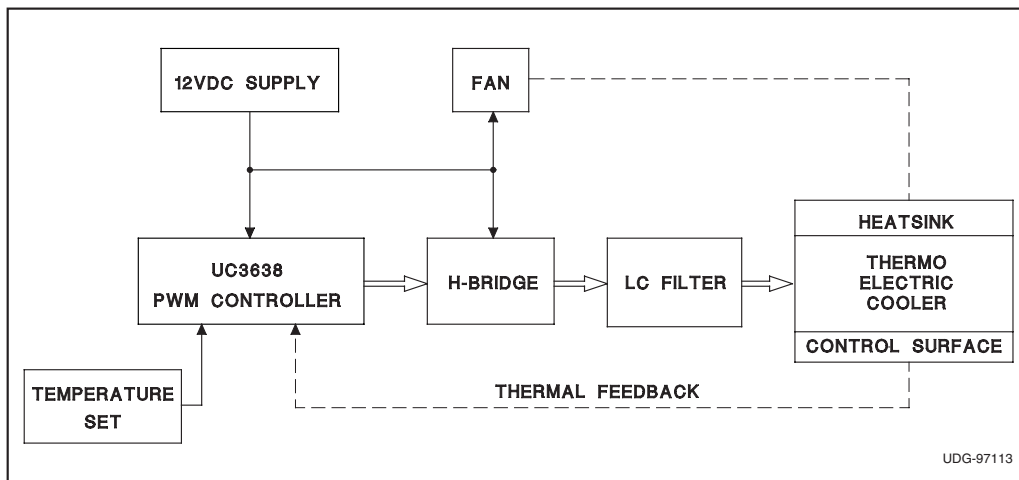 12VDC SUPPLY
FAN
UC3638
PWM CONTROLLER
H-BRIDGE
LC FILTER
HEATSINK
THERMO
ELECTRIC
COOLER
CONTROL SURFACE
TEMPERATURE
SET
THERMAL FEEDBACK
UDG-97113